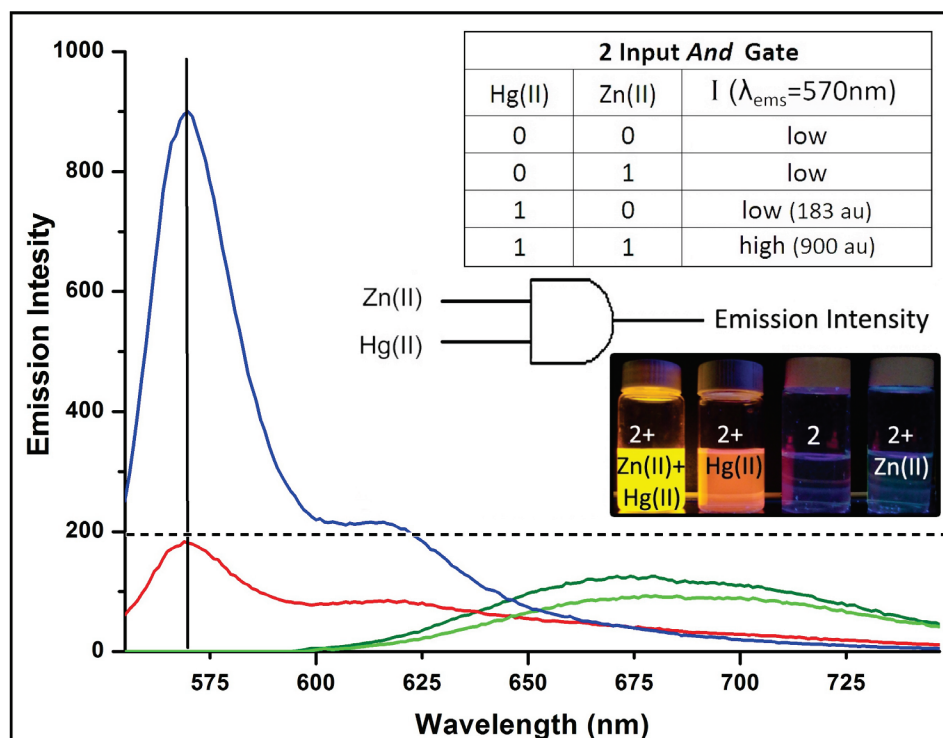 1000
800
600
400
200
0
Emission Intesity
575
600
625
650
675
700
725
Wavelength (nm)
2 Input And Gate
Hg(II) Zn(II) I (λems=570nm)
0 0 low
0 1 low
1 0 low (183 au)
1 1 high (900 au)
Zn(II)
Hg(II)
Emission Intensity
2+
Zn(II)+
Hg(II)
2+
Hg(II)
2
2+
Zn(II)